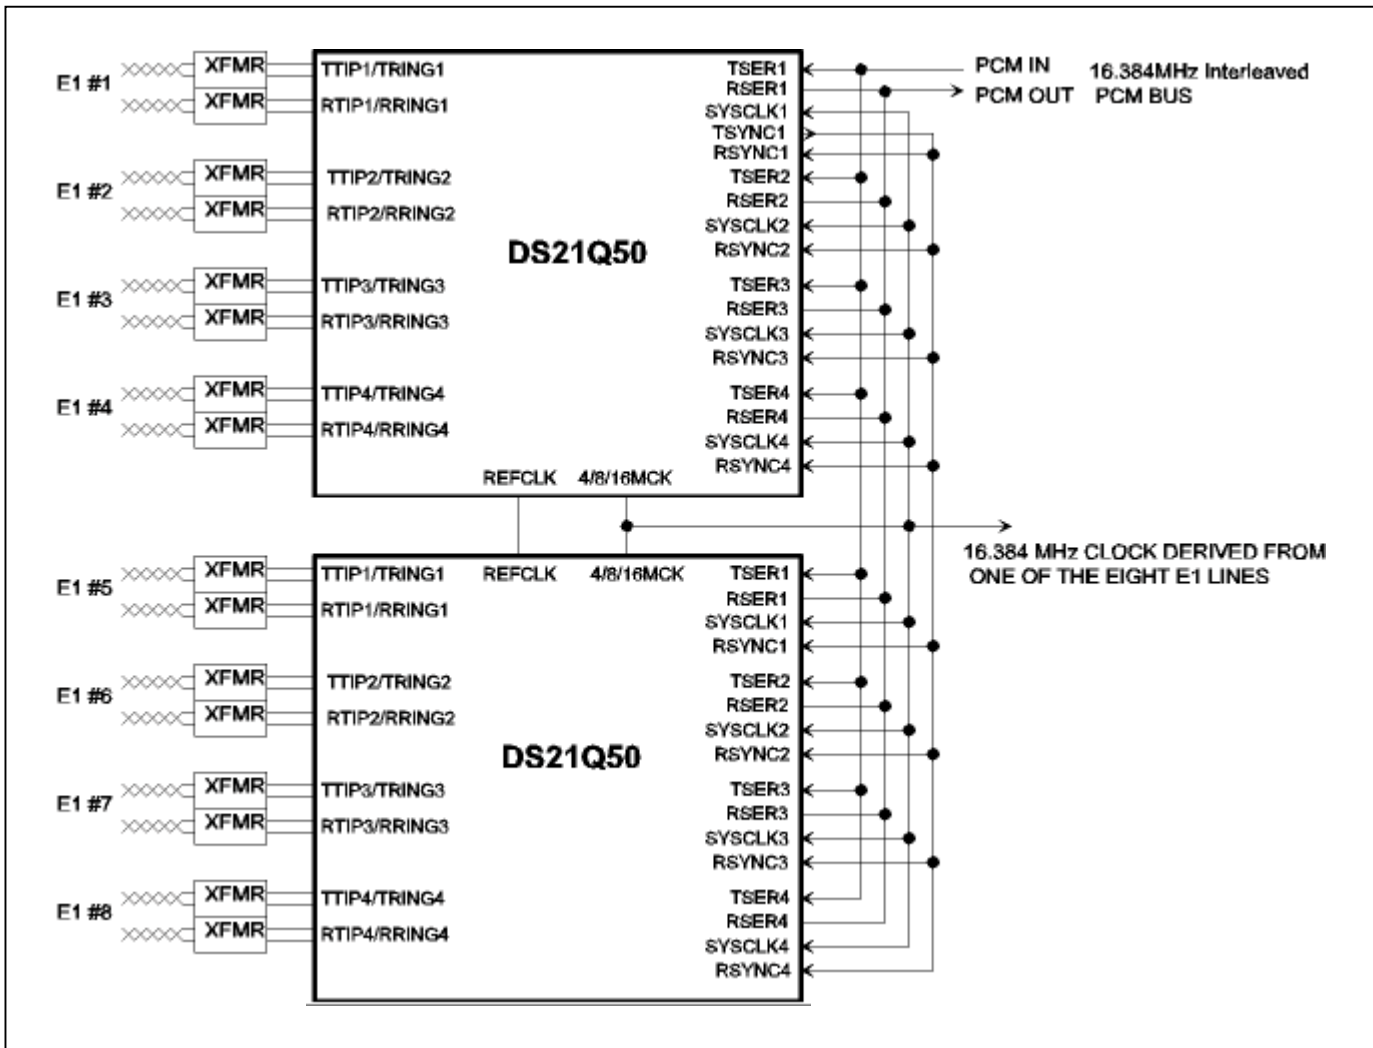 E1 #1
XFMR
XFMR
TTIP1/TRING1
RTIP1/RRING1
E1 #2
XFMR
XFMR
TTIP2/TRING2
RTIP2/RRING2
E1 #3
XFMR
XFMR
TTIP3/TRING3
RTIP3/RRING3
E1 #4
XFMR
XFMR
TTIP4/TRING4
RTIP4/RRING4
DS21Q50
REFCLK
4/8/16MCK
TSER1
RSER1
SYSCLK1
TSYNC1
RSYNC1
TSER2
RSER2
SYSCLK2
RSYNC2
TSER3
RSER3
SYSCLK3
RSYNC3
TSER4
RSER4
SYSCLK4
RSYNC4
PCM IN
PCM OUT
16.384MHz Interleaved
PCM BUS
16.384 MHz CLOCK DERIVED FROM
ONE OF THE EIGHT E1 LINES
E1 #5
XFMR
XFMR
TTIP1/TRING1
RTIP1/RRING1
E1 #6
XFMR
XFMR
TTIP2/TRING2
RTIP2/RRING2
E1 #7
XFMR
XFMR
TTIP3/TRING3
RTIP3/RRING3
E1 #8
XFMR
XFMR
TTIP4/TRING4
RTIP4/RRING4
REFCLK
4/8/16MCK
DS21Q50
TSER1
RSER1
SYSCLK1
RSYNC1
TSER2
RSER2
SYSCLK2
RSYNC2
TSER3
RSER3
SYSCLK3
RSYNC3
TSER4
RSER4
SYSCLK4
RSYNC4